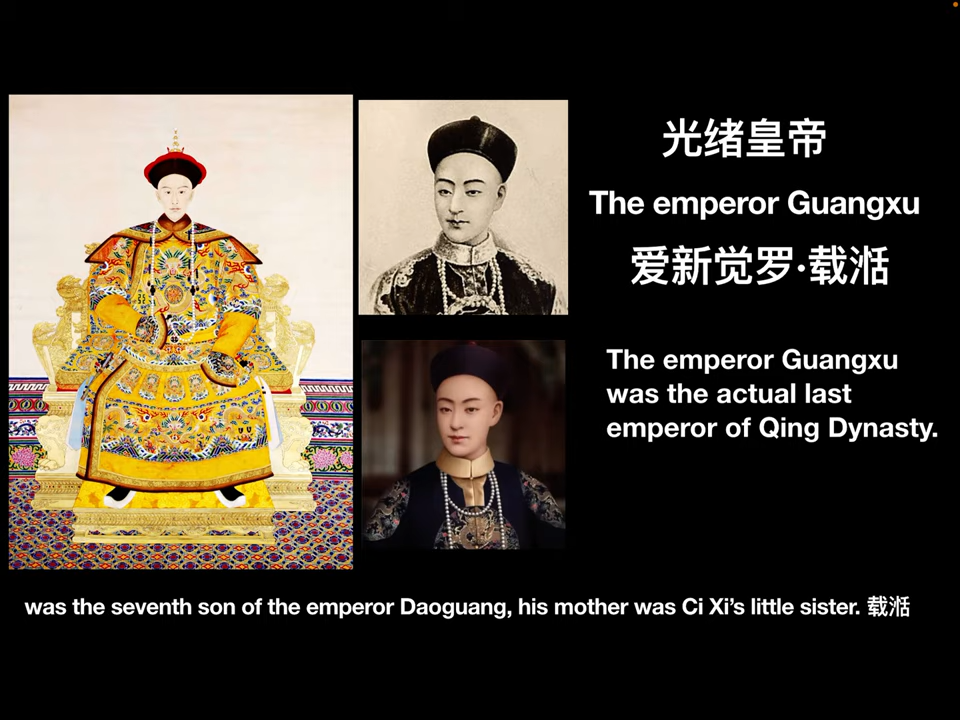 光绪皇帝
The emperor Guangxu
爱新觉罗·载湉
The emperor Guangxu
was the actual last
emperor of Qing Dynasty.
was the seventh son of the emperor Daoguang, his mother was Ci Xi’s little sister. 载湉